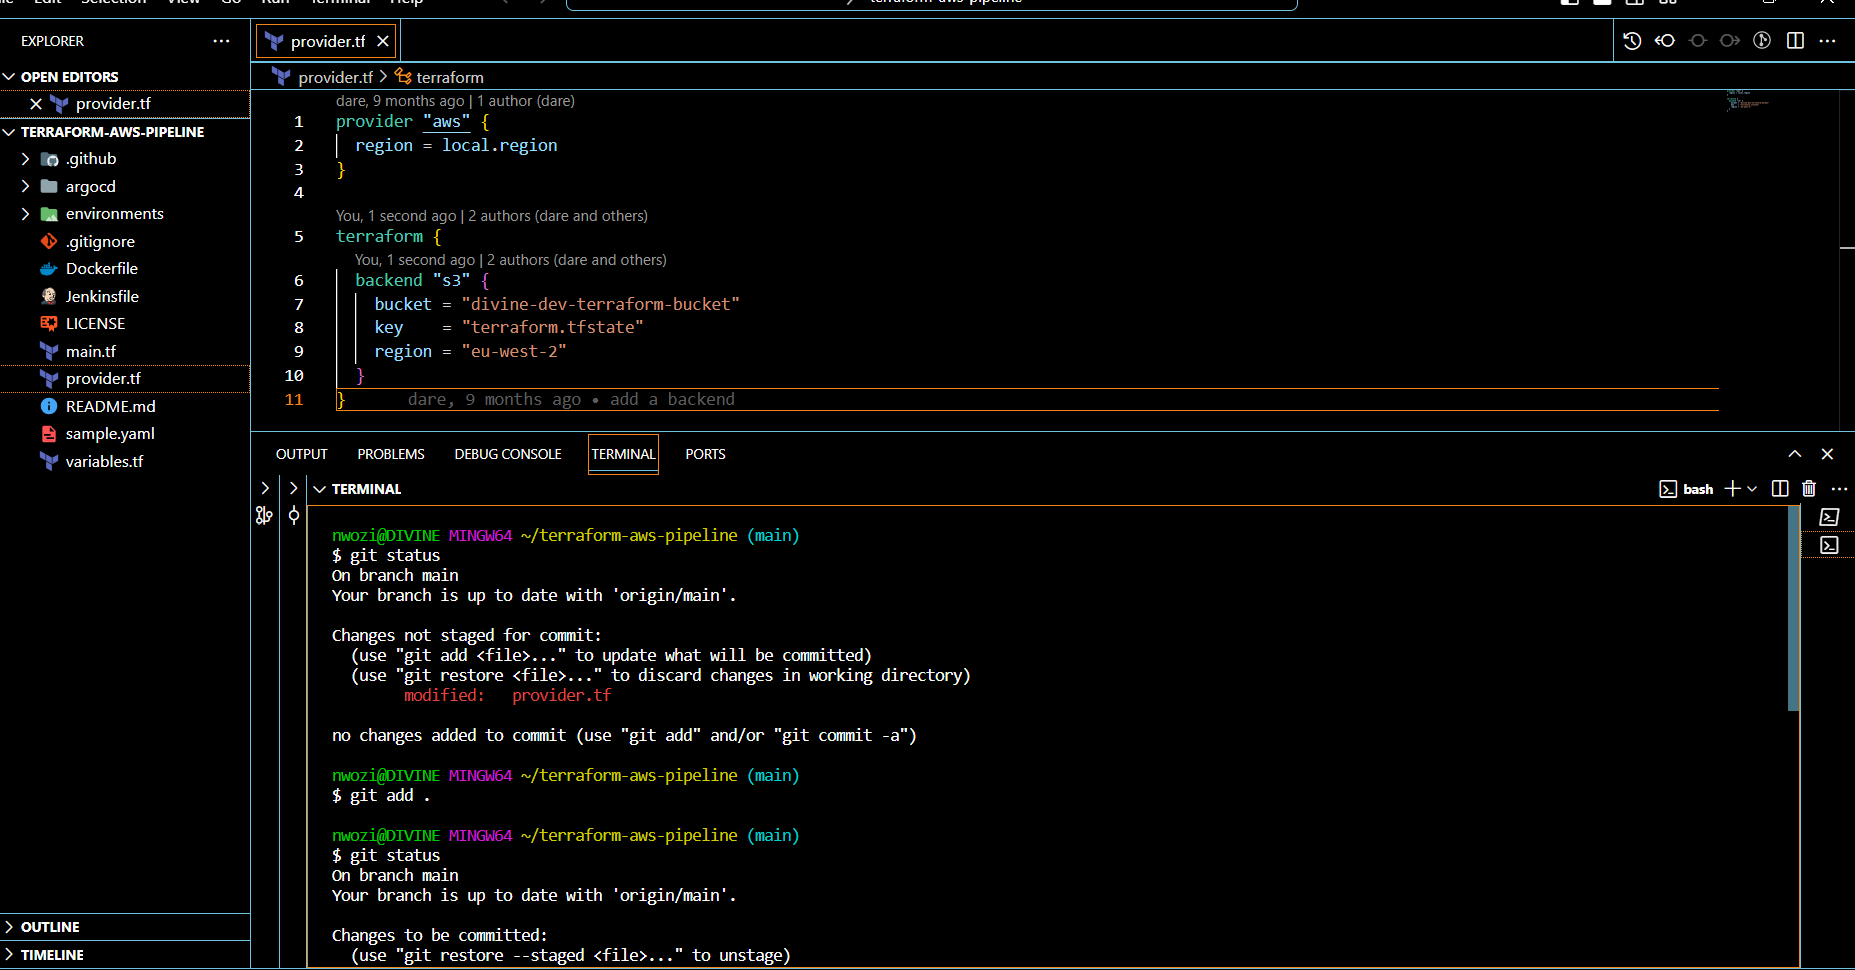 Edit Selection View Go Run Terminal Help
terraform-aws-pipeline
EXPLORER
OPEN EDITORS
provider.tf
TERRAFORM-AWS-PIPELINE
.github
argocd
environments
.gitignore
Dockerfile
Jenkinsfile
LICENSE
main.tf
provider.tf
README.md
sample.yaml
variables.tf
OUTLINE
TIMELINE
provider.tf
provider.tf > terraform
dare, 9 months ago | 1 author (dare)
1 provider "aws" {
2 region = local.region
3 }
4
You, 1 second ago | 2 authors (dare and others)
5 terraform {
You, 1 second ago | 2 authors (dare and others)
6 backend "s3" {
7 bucket = "divine-dev-terraform-bucket"
8 key    = "terraform.tfstate"
9 region = "eu-west-2"
10 }
11 } dare, 9 months ago • add a backend
OUTPUT PROBLEMS DEBUG CONSOLE TERMINAL PORTS
TERMINAL
bash
nwozi@DIVINE MINGW64 ~/terraform-aws-pipeline (main)
$ git status
On branch main
Your branch is up to date with 'origin/main'.
Changes not staged for commit:
(use "git add <file>..." to update what will be committed)
(use "git restore <file>..." to discard changes in working directory)
modified:   provider.tf
no changes added to commit (use "git add" and/or "git commit -a")
nwozi@DIVINE MINGW64 ~/terraform-aws-pipeline (main)
$ git add .
nwozi@DIVINE MINGW64 ~/terraform-aws-pipeline (main)
$ git status
On branch main
Your branch is up to date with 'origin/main'.
Changes to be committed:
(use "git restore --staged <file>..." to unstage)